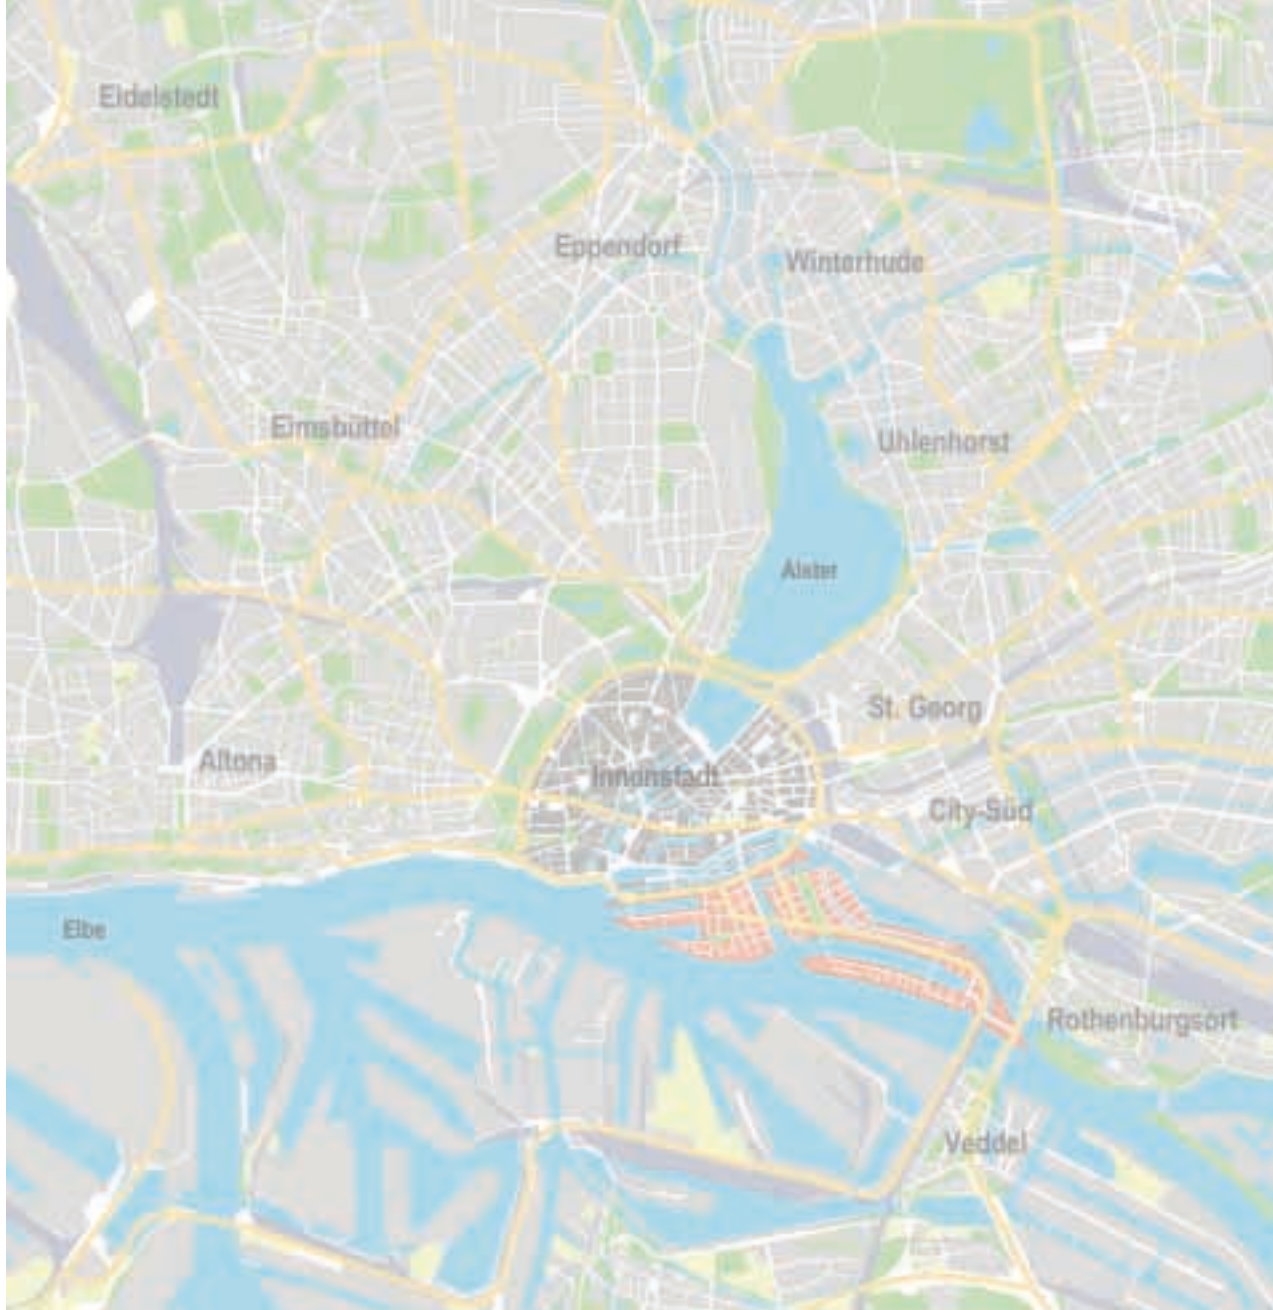 Eidelstedt
Eppendorf
Winterhude
Eimsbüttel
Uhlenhorst
Alster
St. Georg
Altona
Innenstadt
City-Süd
Elbe
Rothenburgsort
Veddel